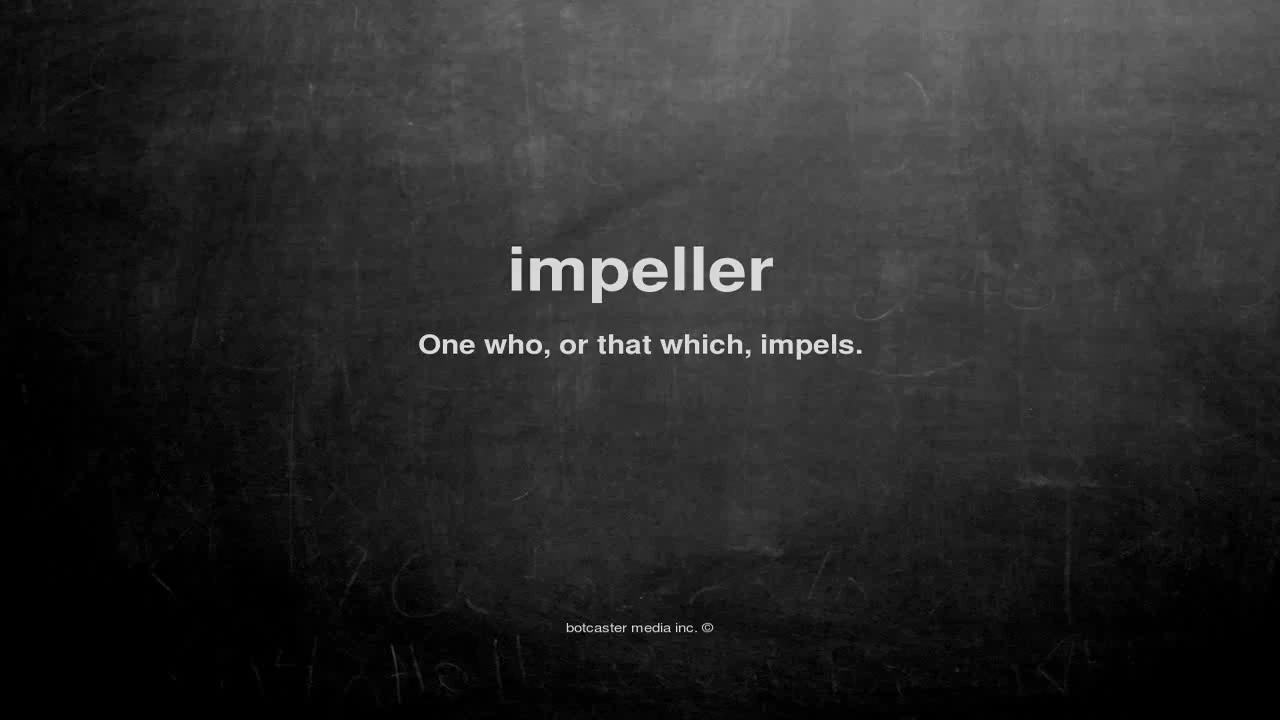 impeller
One who, or that which, impels.
botcaster media inc. ©